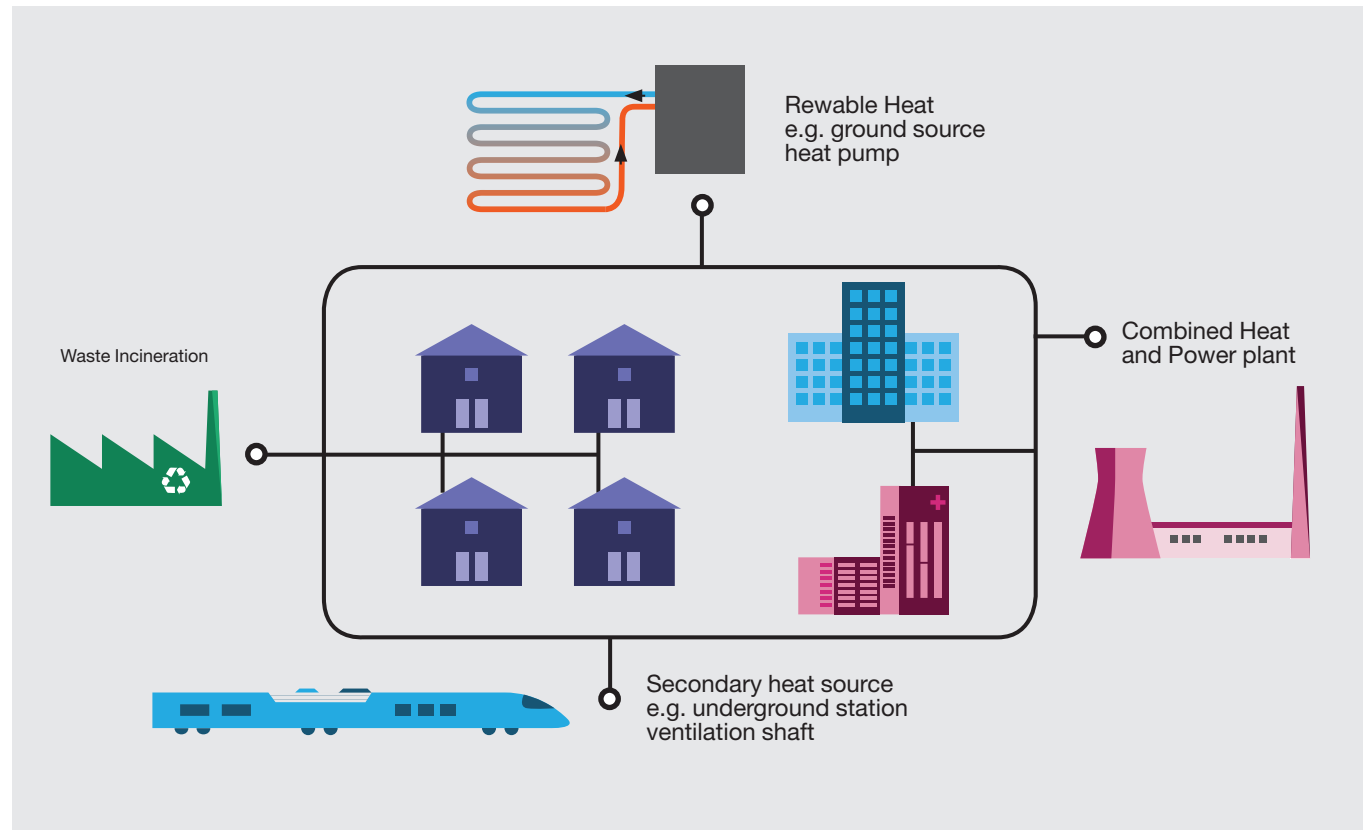 Rewable Heat
e.g. ground source
heat pump
Waste Incineration
Combined Heat
and Power plant
Secondary heat source
e.g. underground station
ventilation shaft